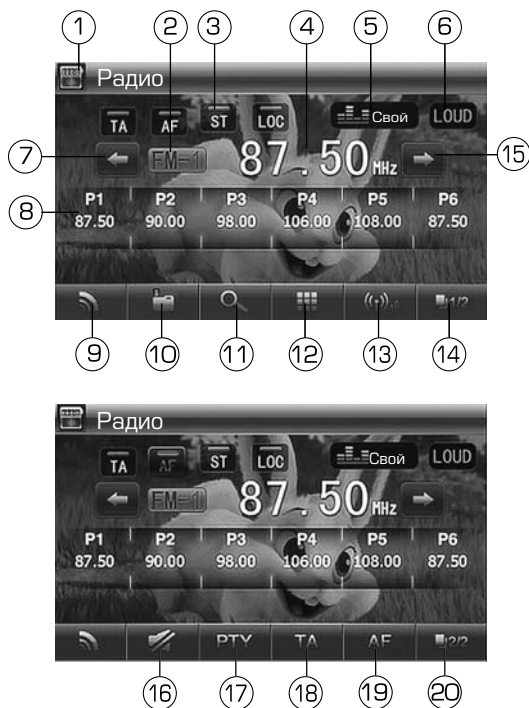 1 2 3 4 5 6
Радио
TA AF ST LOC Свой LOUD
7 FM-1 87.50 MHz 15
8
P1 P2 P3 P4 P5 P6
87.50 90.00 98.00 106.00 108.00 87.50
1/2
9 10 11 12 13 14
Радио
TA AF ST LOC Свой LOUD
FM-1 87.50 MHz
P1 P2 P3 P4 P5 P6
87.50 90.00 98.00 106.00 108.00 87.50
PTY TA AF 2/2
16 17 18 19 20